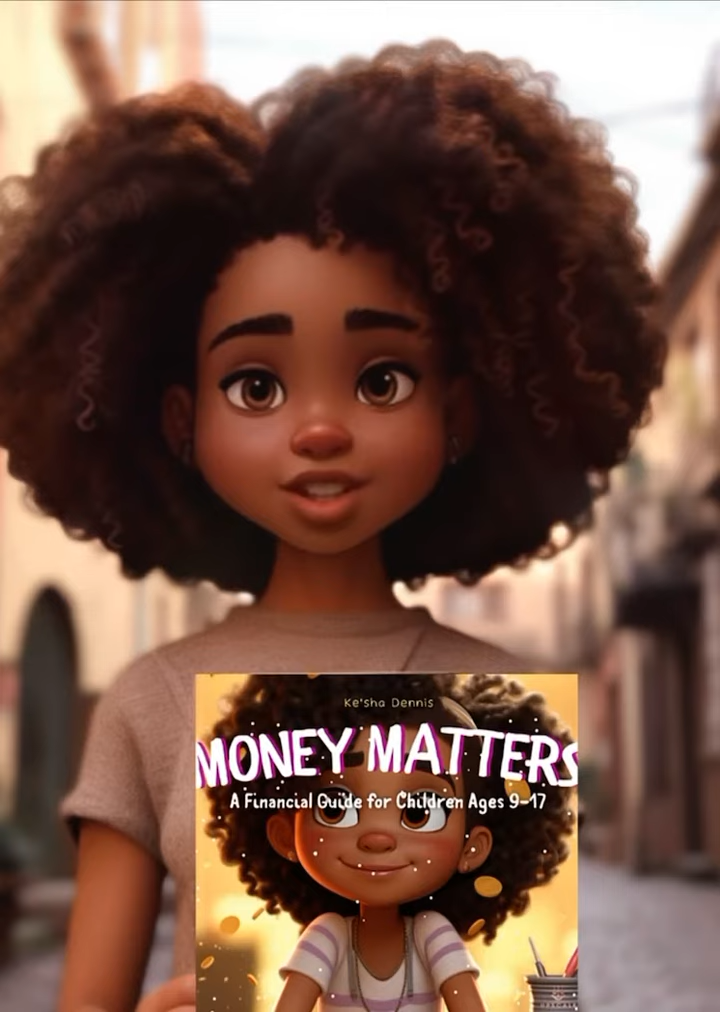 Ke'sha Dennis
MONEY MATTERS
A Financial Guide for Children Ages 9-17